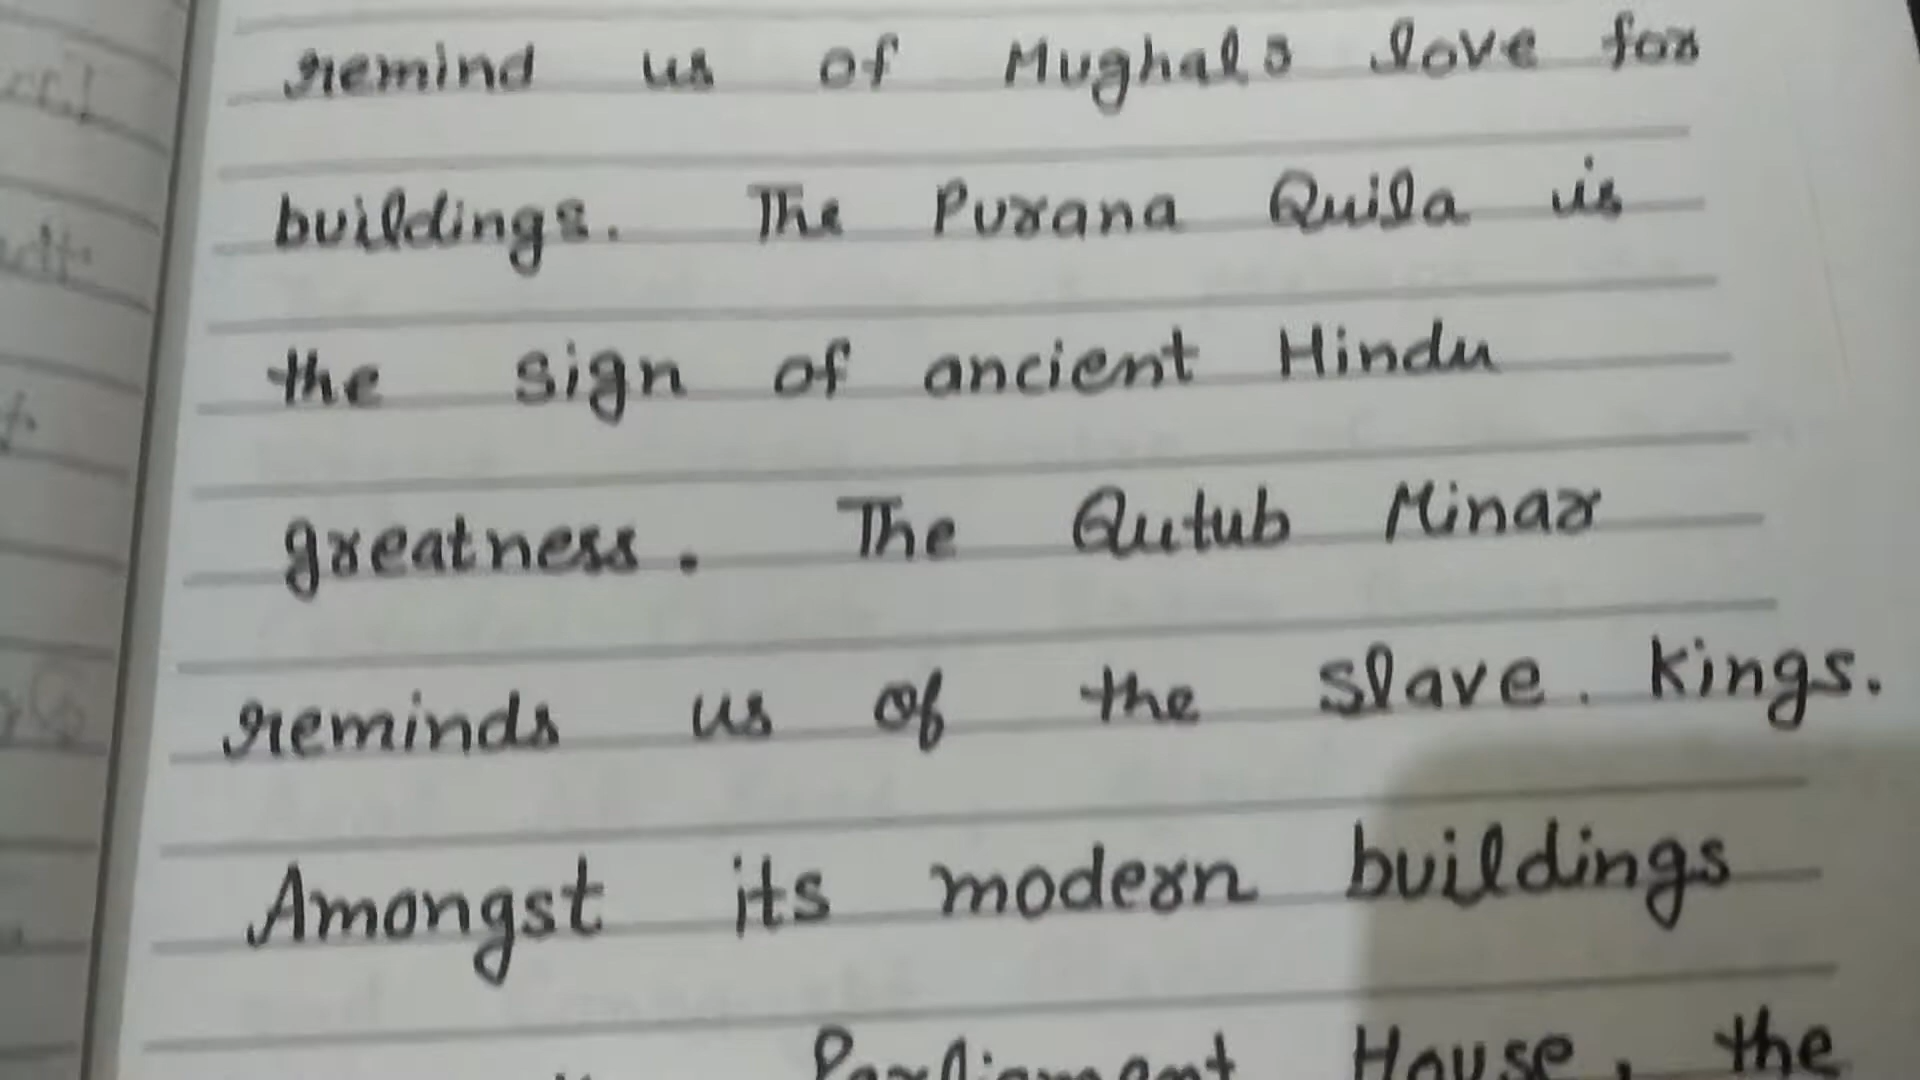 remind us of Mughals love for
buildings. The Purana Quila is
the sign of ancient Hindu
greatness. The Qutub Minar
reminds us of the slave. Kings.
Amongst its modern buildings
Parliament House, the